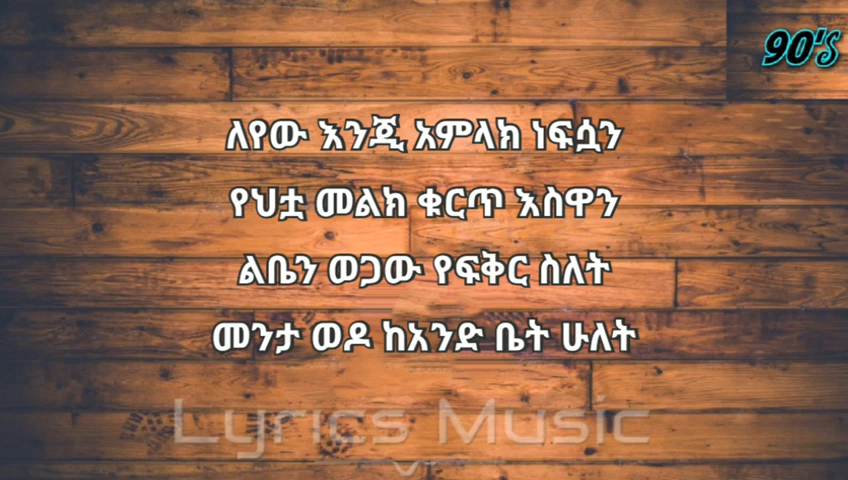 90's
ለየው እንጂ አምላክ ነፍሷን
የህቷ መልክ ቁርጥ እስዋን
ልቤን ወጋው የፍቅር ስለት
መንታ ወዶ ከአንድ ቤት ሁለት
Lyrics Music